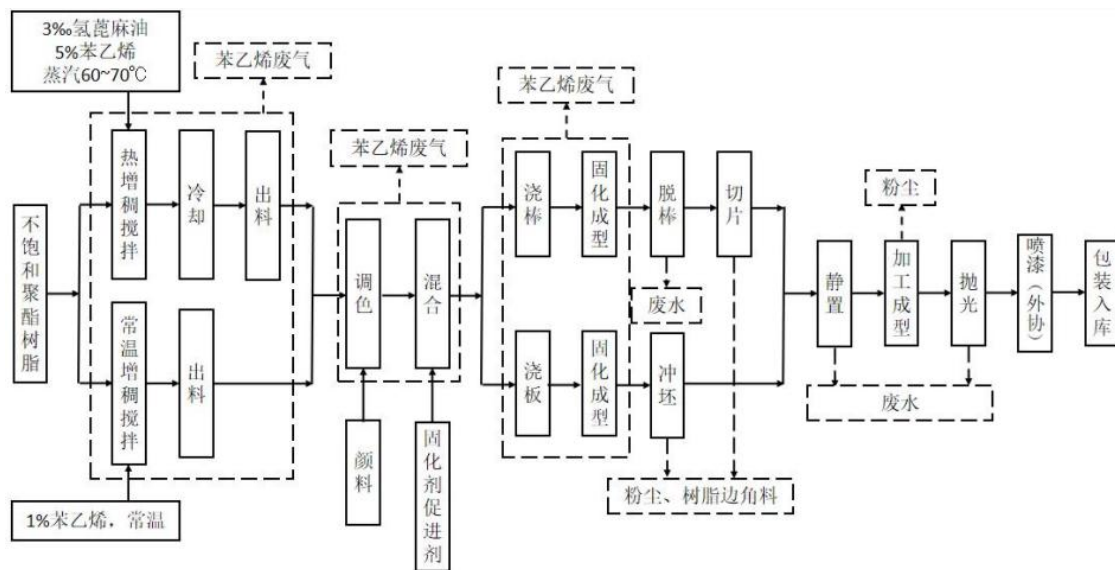 3‰氢蓖麻油
5%苯乙烯
蒸汽60~70℃
苯乙烯废气
苯乙烯废气
苯乙烯废气
不饱和聚酯树脂
热增稠搅拌
冷却
出料
常温增稠搅拌
出料
1%苯乙烯，常温
调色
混合
颜料
固化剂促进剂
浇棒
固化成型
脱棒
切片
废水
浇板
固化成型
冲坯
粉尘、树脂边角料
静置
粉尘
加工成型
抛光
废水
喷漆（外协）
包装入库